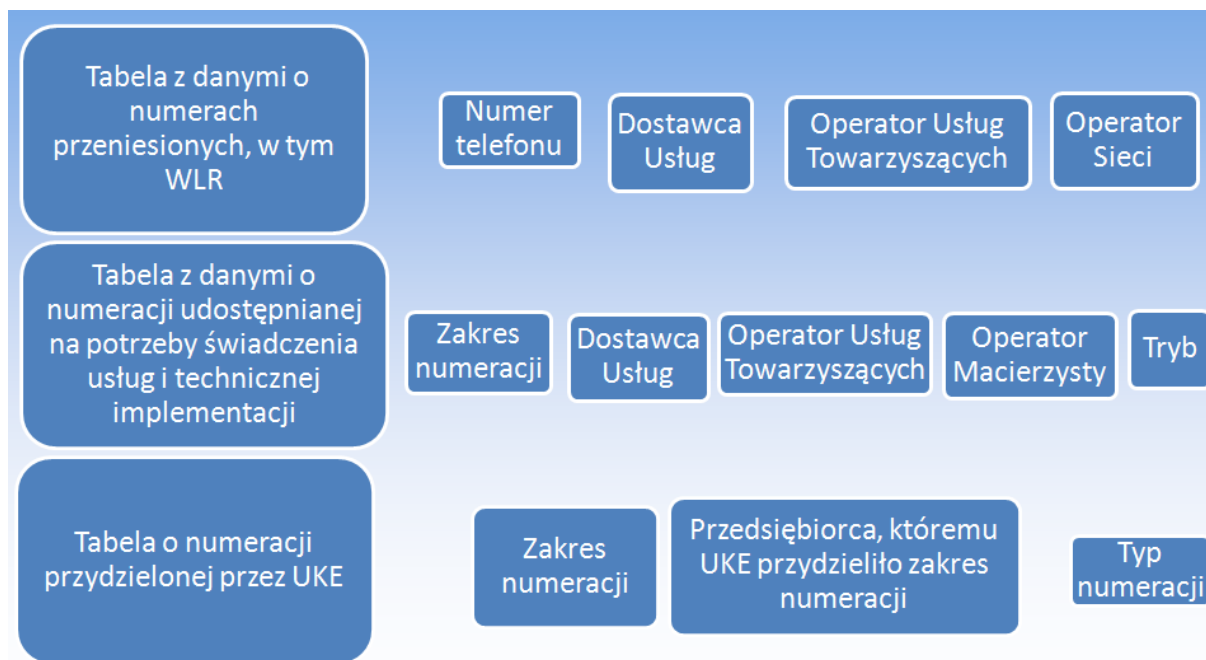 Tabela z danymi o
numerach
przeniesionych, w tym
WLR
Numer
telefonu
Dostawca
Usług
Operator Usług
Towarzyszących
Operator
Sieci
Tabela z danymi o
numeracji udostępnianej
na potrzeby świadczenia
usług i technicznej
implementacji
Zakres
numeracji
Dostawca
Usług
Operator Usług
Towarzyszących
Operator
Macierzysty
Tryb
Tabela o numeracji
przydzielonej przez UKE
Zakres
numeracji
Przedsiębiorca, któremu
UKE przydzieliło zakres
numeracji
Typ
numeracji